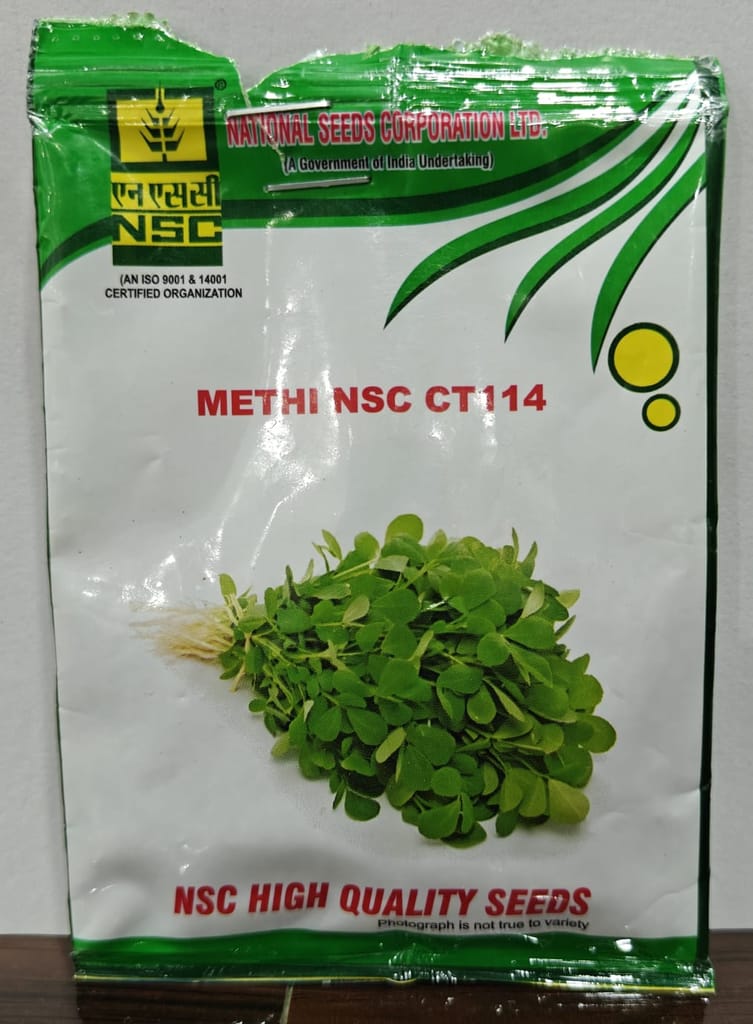 ®
NATIONAL SEEDS CORPORATION LTD.
(A Government of India Undertaking)
एन एस सी
NSC
(AN ISO 9001 & 14001
CERTIFIED ORGANIZATION
METHI NSC CT114
NSC HIGH QUALITY SEEDS
Photograph is not true to variety